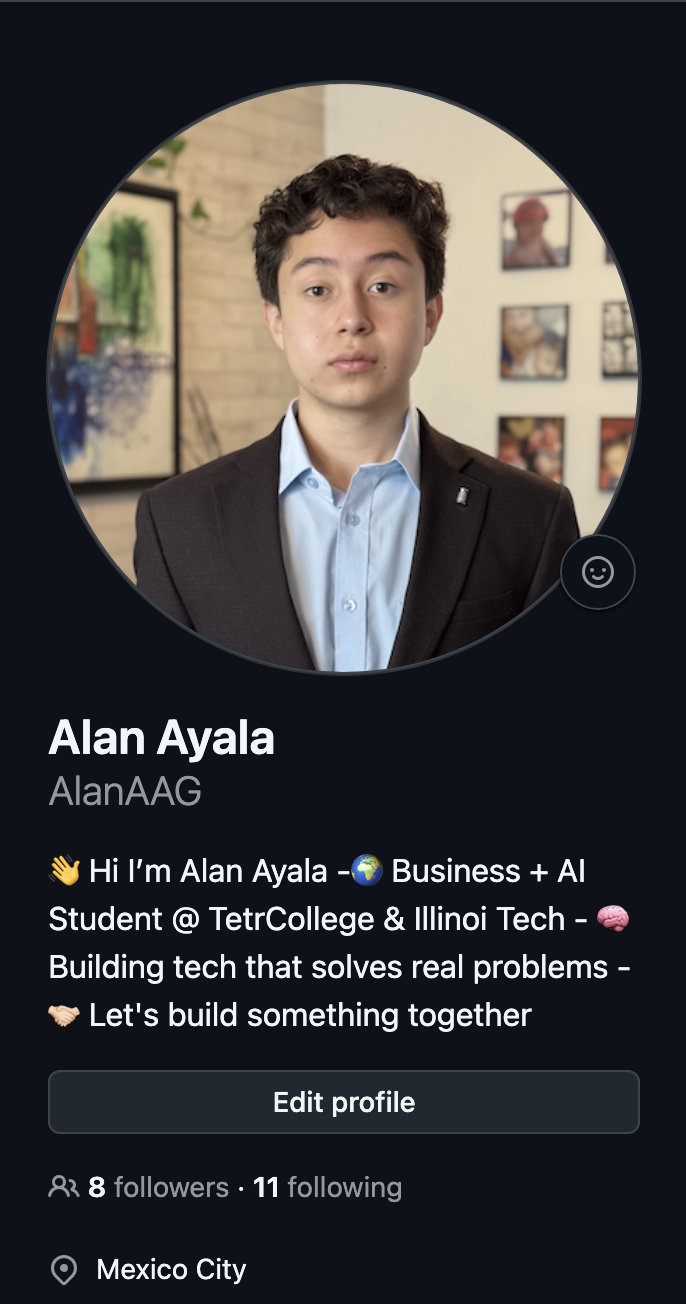 Alan Ayala
AlanAAG
👋 Hi I’m Alan Ayala -🌍 Business + AI
Student @ TetrCollege & Illinoi Tech - 🧠
Building tech that solves real problems -
🤝🏻 Let's build something together
Edit profile
8 followers · 11 following
Mexico City